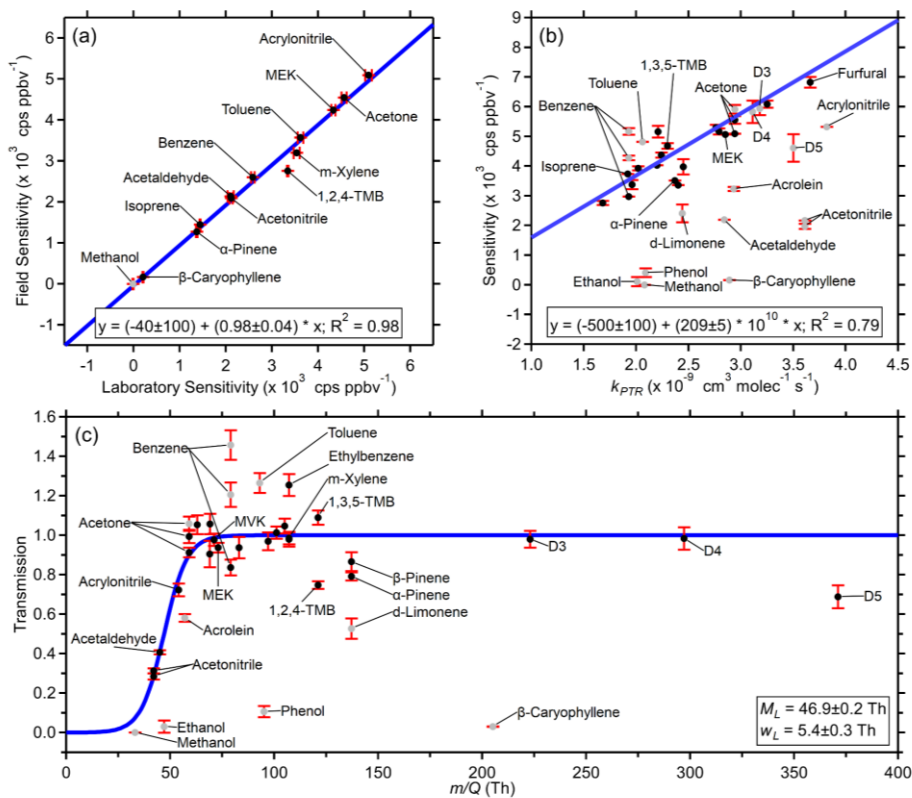 (a)
Acrylonitrile
MEK
Acetone
Toluene
m-Xylene
Benzene
1,2,4-TMB
Acetaldehyde
Acetonitrile
Isoprene
α-Pinene
Methanol
β-Caryophyllene
y = (-40±100) + (0.98±0.04) * x; R² = 0.98
6
5
4
3
2
1
0
-1
Field Sensitivity (x 10³ cps ppbv⁻¹)
-1 0 1 2 3 4 5 6
Laboratory Sensitivity (x 10³ cps ppbv⁻¹)
(b)
1,3,5-TMB
D3
Toluene
Acetone
Furfural
Benzene
Acrylonitrile
D4
MEK
D5
Isoprene
Acrolein
α-Pinene
d-Limonene
Acetonitrile
Acetaldehyde
Phenol
Ethanol
Methanol
β-Caryophyllene
y = (-500±100) + (209±5) * 10¹⁰ * x; R² = 0.79
9
8
7
6
5
4
3
2
1
0
-1
-2
Sensitivity (x 10³ cps ppbv⁻¹)
1.0 1.5 2.0 2.5 3.0 3.5 4.0 4.5
kPTR (x 10⁻⁹ cm³ molec⁻¹ s⁻¹)
(c)
Toluene
Benzene
Ethylbenzene
m-Xylene
Acetone
MVK
1,3,5-TMB
D3
D4
Acrylonitrile
MEK
β-Pinene
α-Pinene
1,2,4-TMB
d-Limonene
D5
Acrolein
Acetaldehyde
Acetonitrile
Phenol
Ethanol
Methanol
β-Caryophyllene
ML = 46.9±0.2 Th
wL = 5.4±0.3 Th
1.6
1.4
1.2
1.0
0.8
0.6
0.4
0.2
0.0
Transmission
0 50 100 150 200 250 300 350 400
m/Q (Th)